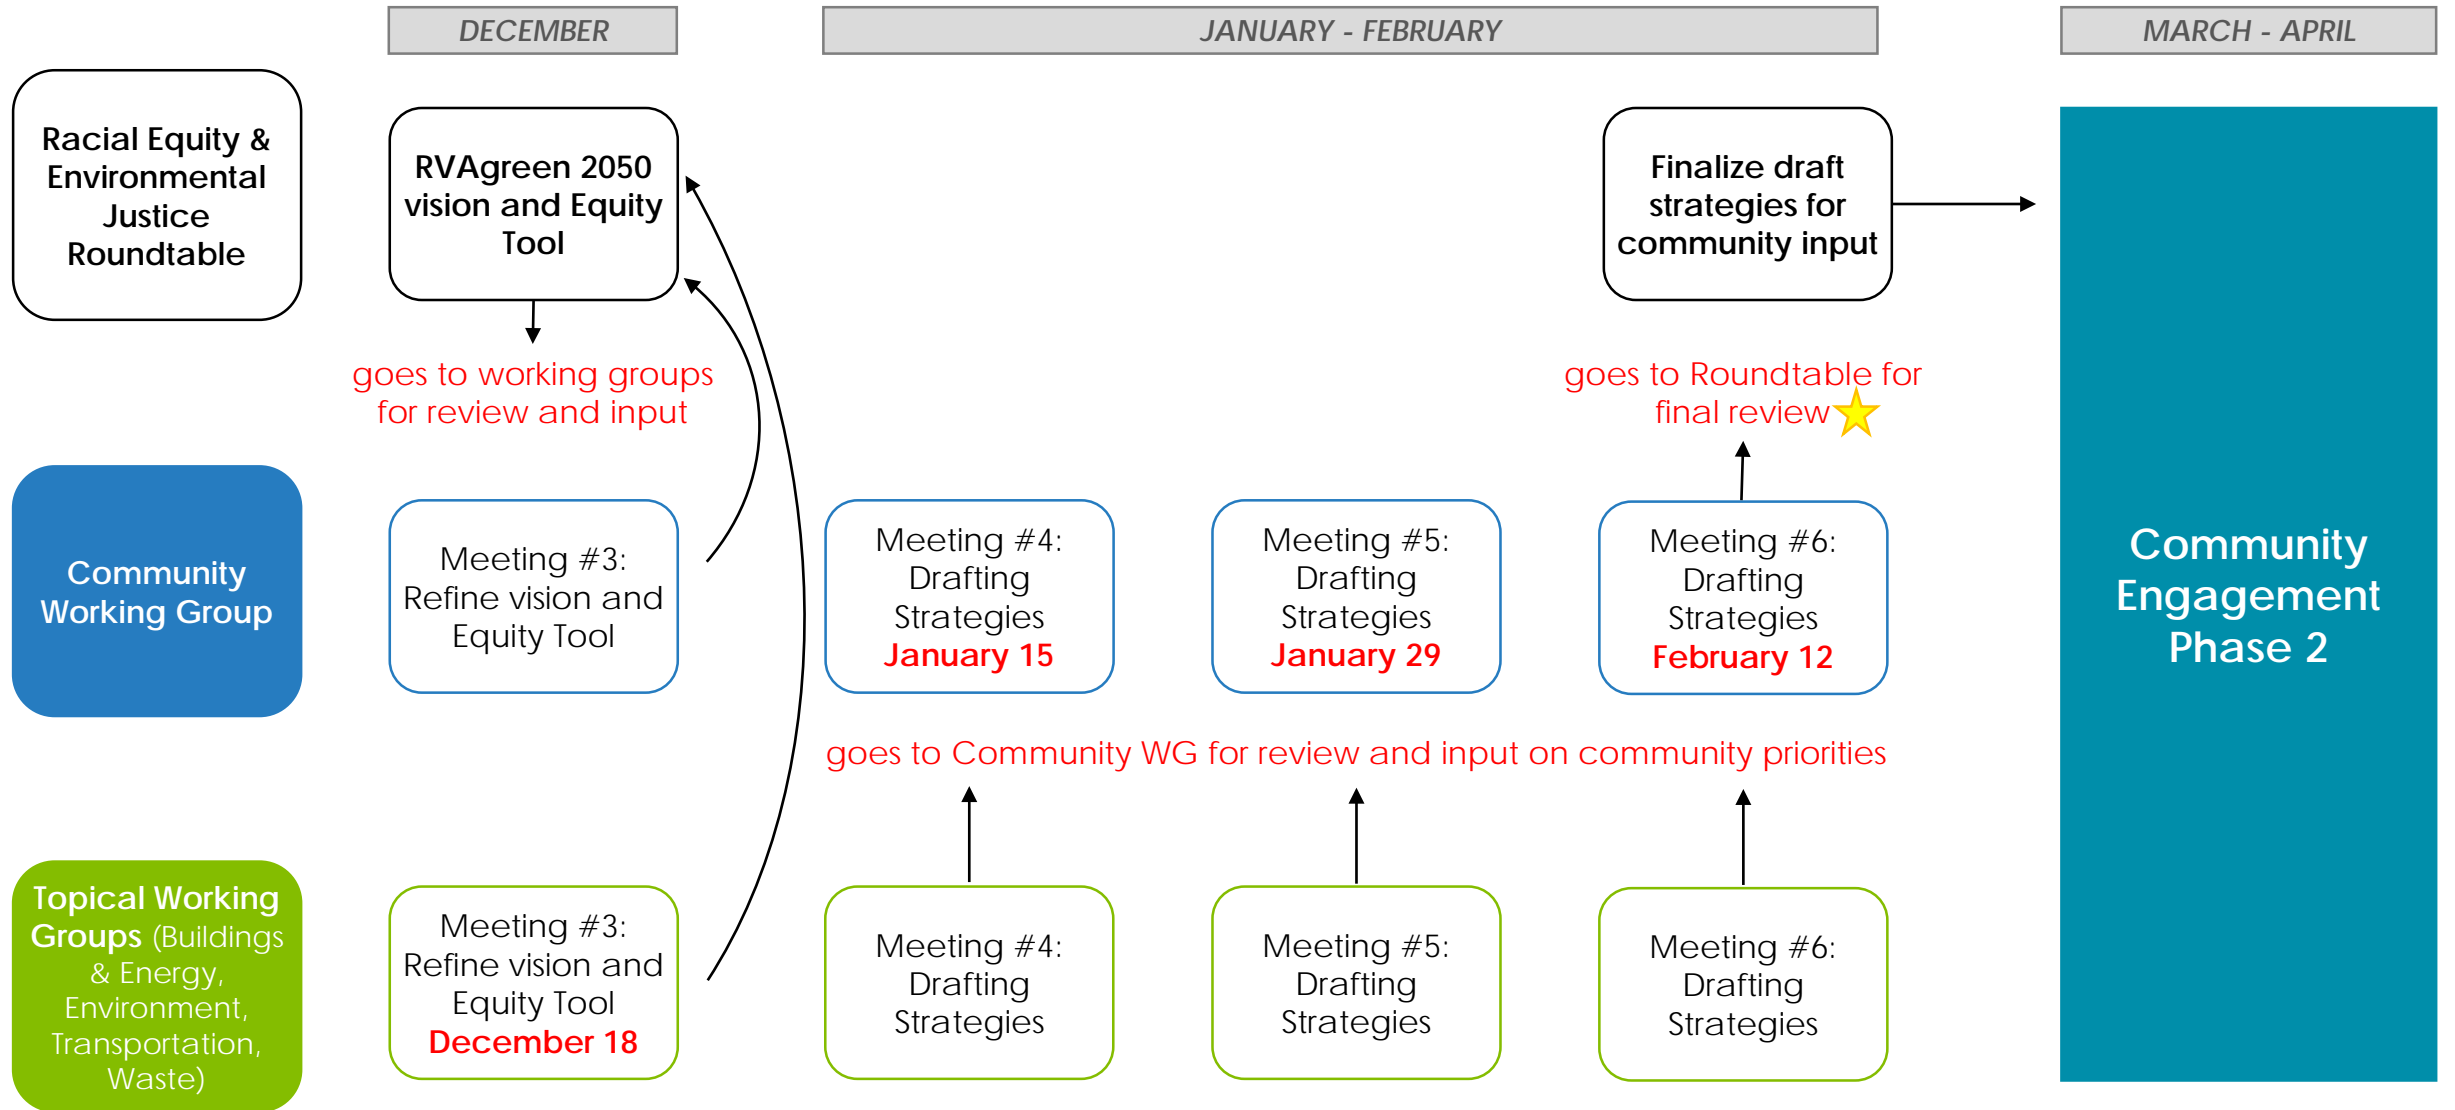 DECEMBER
JANUARY - FEBRUARY
MARCH - APRIL
Racial Equity &
Environmental
Justice
Roundtable
RVAgreen 2050
vision and Equity
Tool
Finalize draft
strategies for
community input
goes to working groups
for review and input
goes to Roundtable for
final review
Community
Working Group
Meeting #3:
Refine vision and
Equity Tool
Meeting #4:
Drafting
Strategies
January 15
Meeting #5:
Drafting
Strategies
January 29
Meeting #6:
Drafting
Strategies
February 12
Community
Engagement
Phase 2
goes to Community WG for review and input on community priorities
Topical Working
Groups (Buildings
& Energy,
Environment,
Transportation,
Waste)
Meeting #3:
Refine vision and
Equity Tool
December 18
Meeting #4:
Drafting
Strategies
Meeting #5:
Drafting
Strategies
Meeting #6:
Drafting
Strategies